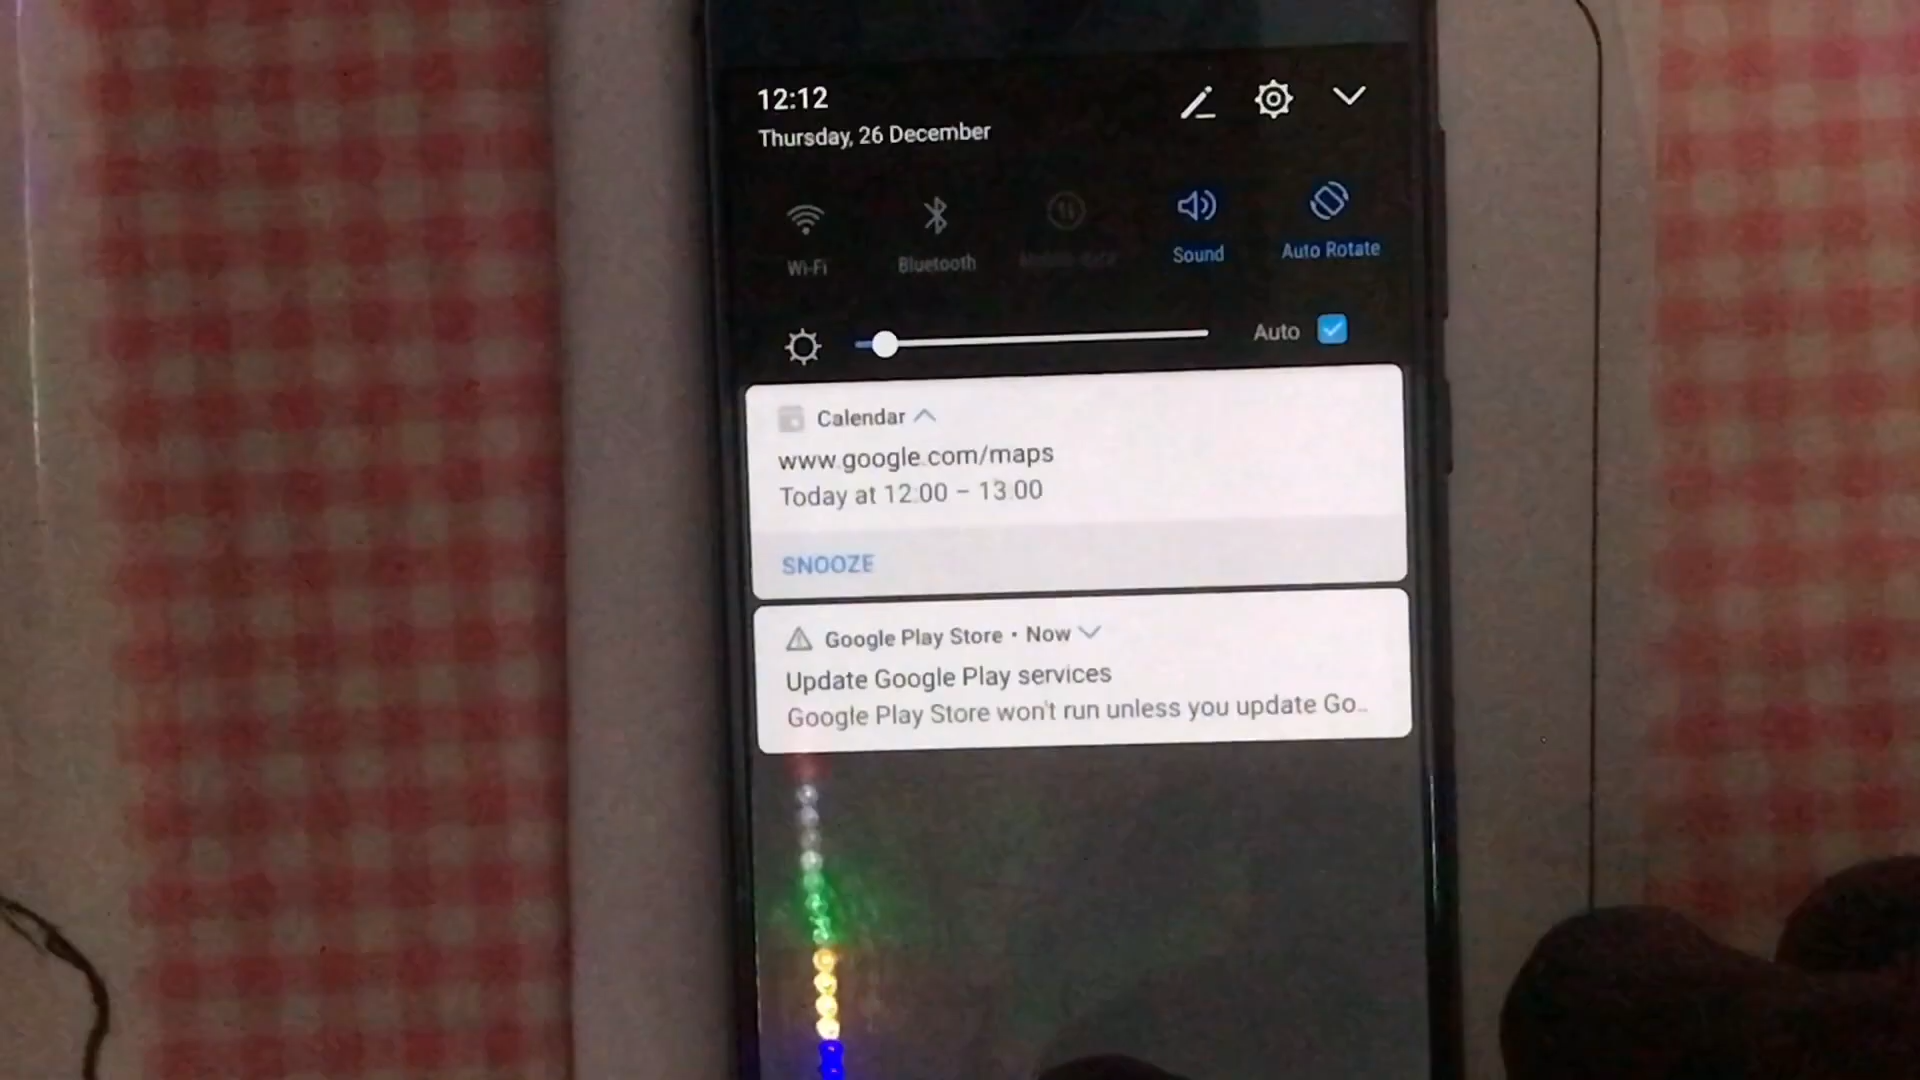 12:12
Thursday, 26 December
Wi-Fi
Bluetooth
Mobile data
Sound
Auto Rotate
Auto
Calendar
www.google.com/maps
Today at 12:00 – 13:00
SNOOZE
Google Play Store • Now
Update Google Play services
Google Play Store won't run unless you update Go...